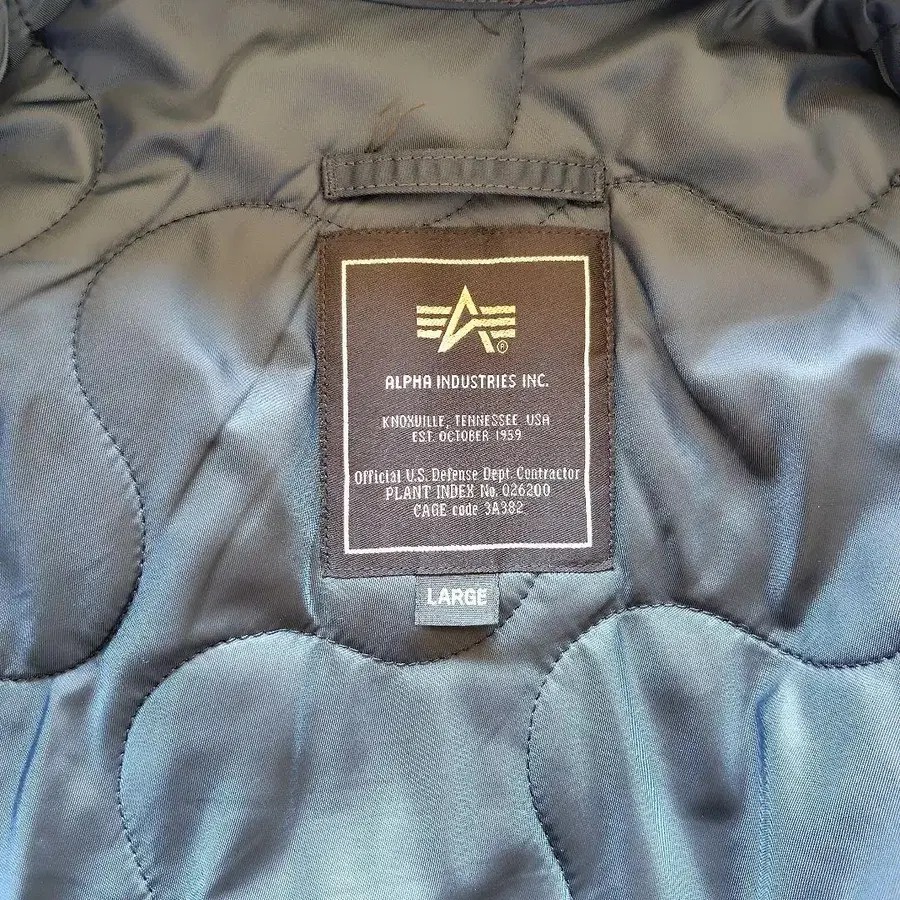 ®
ALPHA INDUSTRIES INC.
KNOXVILLE, TENNESSEE USA
EST. OCTOBER 1959
Official U.S. Defense Dept. Contractor
PLANT INDEX No. 026200
CAGE code 3A382
LARGE